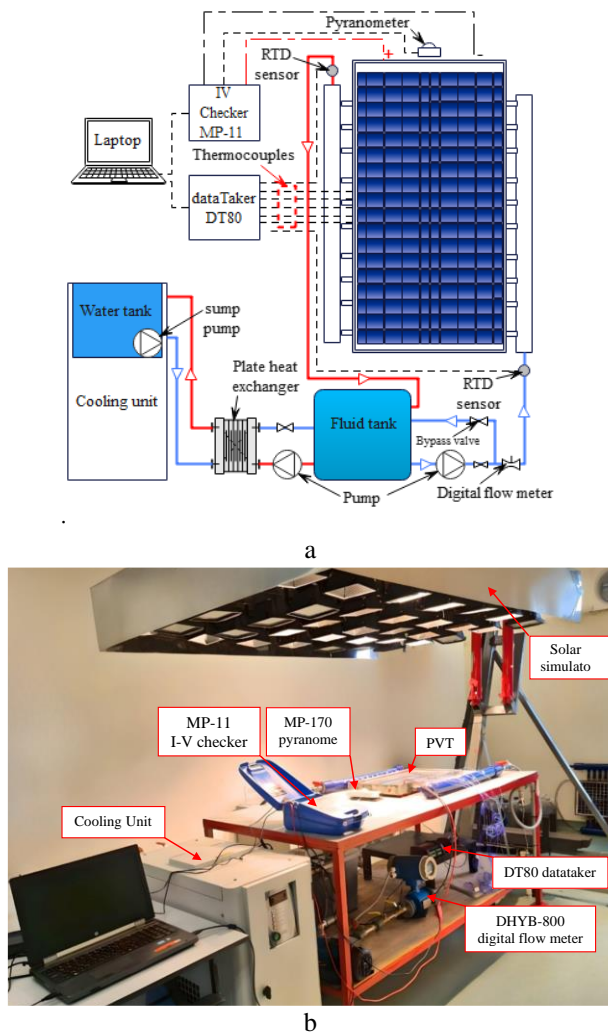 Pyranometer
RTD
sensor
+
-
IV
Checker
MP-11
Laptop
Thermocouples
dataTaker
DT80
Water tank
sump
pump
Plate heat
exchanger
Cooling unit
Fluid tank
RTD
sensor
Bypass valve
Pump
Digital flow meter
.
a
Solar
simulato
MP-11
I-V checker
MP-170
pyranome
PVT
Cooling Unit
DT80 datataker
DHYB-800
digital flow meter
b